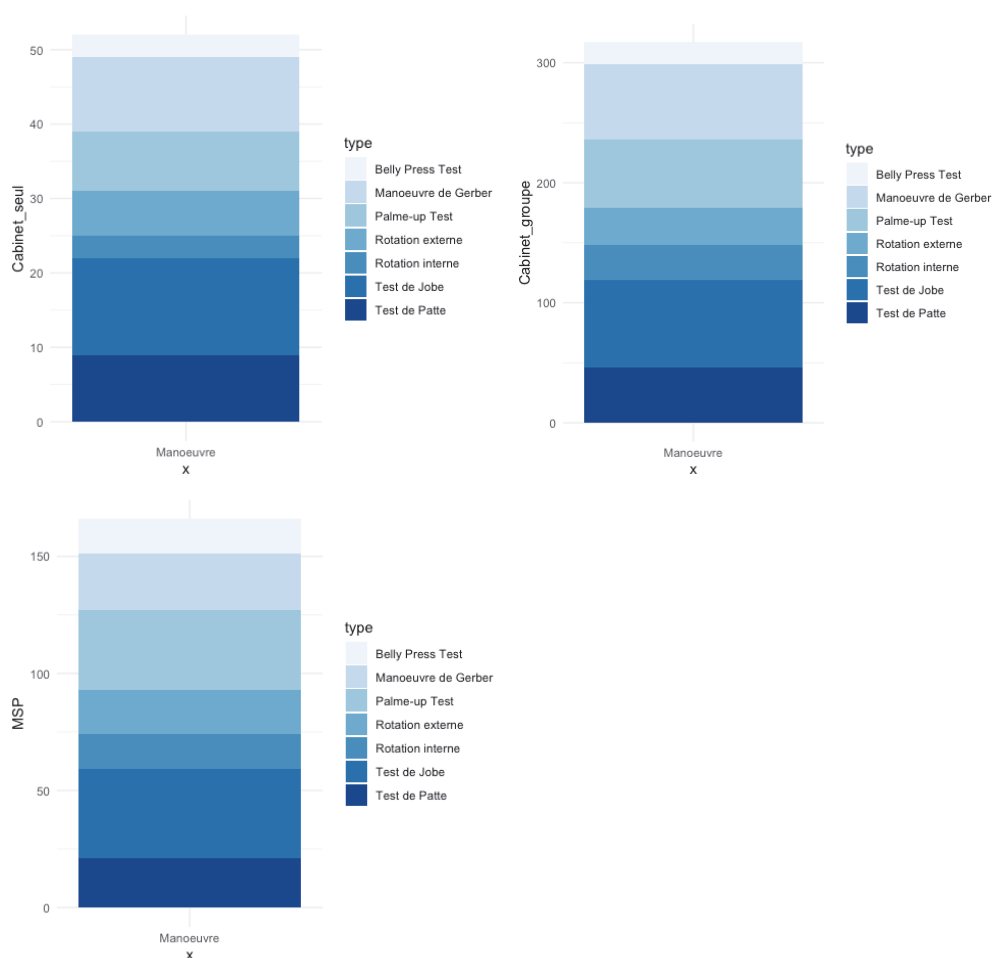 Cabinet_seul
50
40
30
20
10
0
Manoeuvre
x
type
Belly Press Test
Manoeuvre de Gerber
Palme-up Test
Rotation externe
Rotation interne
Test de Jobe
Test de Patte
Cabinet_groupe
300
200
100
0
Manoeuvre
x
type
Belly Press Test
Manoeuvre de Gerber
Palme-up Test
Rotation externe
Rotation interne
Test de Jobe
Test de Patte
MSP
150
100
50
0
Manoeuvre
x
type
Belly Press Test
Manoeuvre de Gerber
Palme-up Test
Rotation externe
Rotation interne
Test de Jobe
Test de Patte